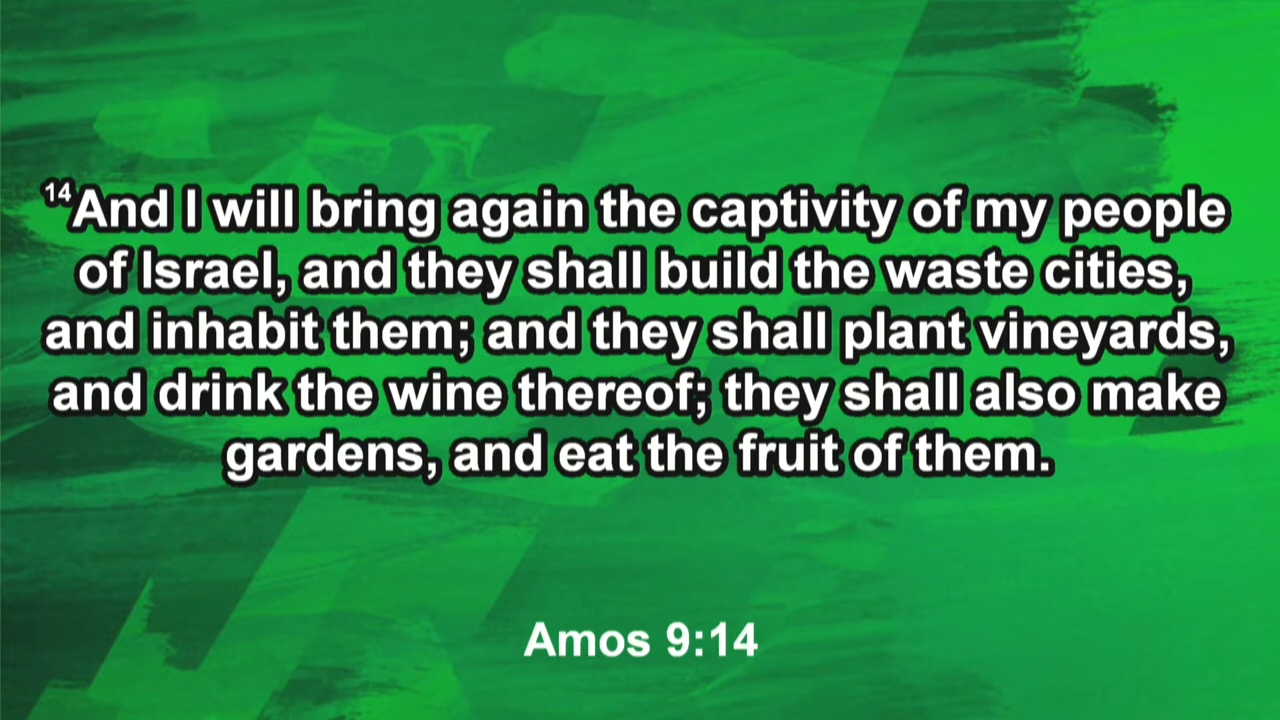 14And I will bring again the captivity of my people
of Israel, and they shall build the waste cities,
and inhabit them; and they shall plant vineyards,
and drink the wine thereof; they shall also make
gardens, and eat the fruit of them.
Amos 9:14